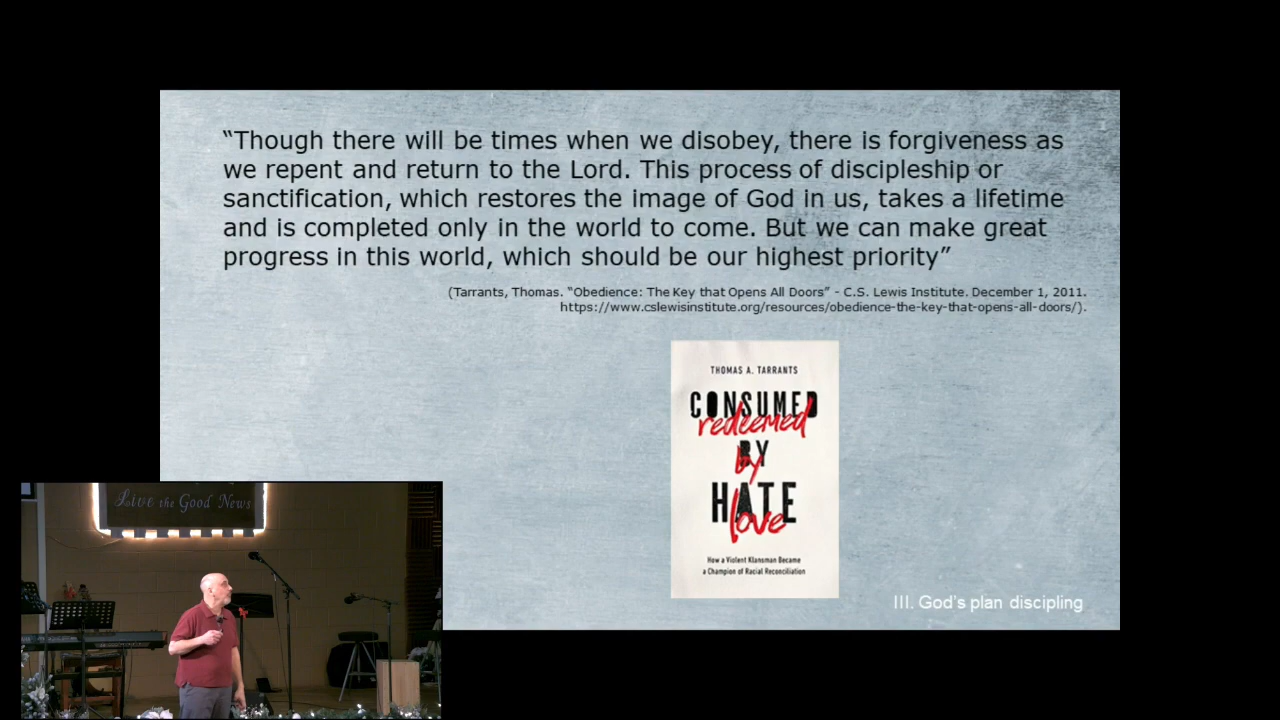 “Though there will be times when we disobey, there is forgiveness as
we repent and return to the Lord. This process of discipleship or
sanctification, which restores the image of God in us, takes a lifetime
and is completed only in the world to come. But we can make great
progress in this world, which should be our highest priority”
(Tarrants, Thomas. “Obedience: The Key that Opens All Doors” - C.S. Lewis Institute. December 1, 2011.
https://www.cslewisinstitute.org/resources/obedience-the-key-that-opens-all-doors/).
THOMAS A. TARRANTS
CONSUMED
redeemed
BY
by
HATE
love
How a Violent Klansman Became
a Champion of Racial Reconciliation
III. God's plan discipling
Live the Good News